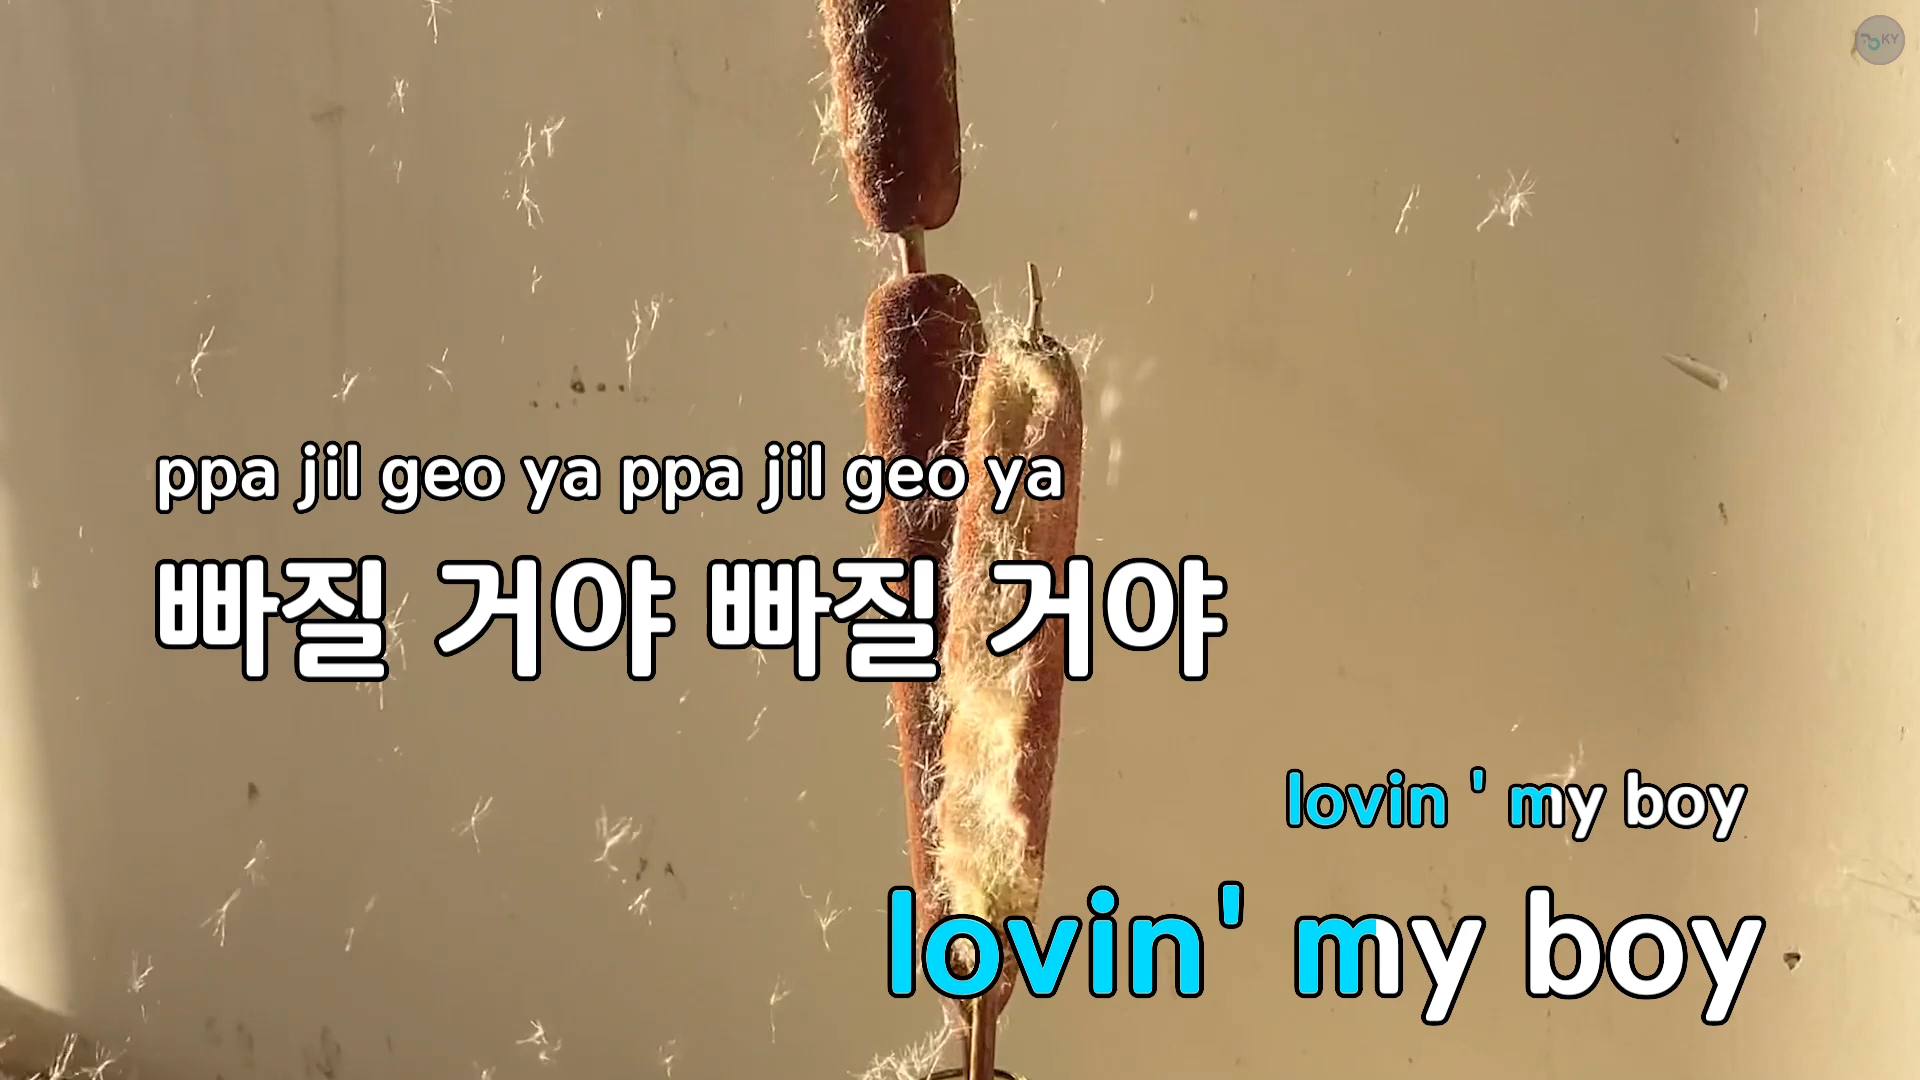 KY
ppa jil geo ya ppa jil geo ya
빠질 거야 빠질 거야
lovin ' my boy
lovin' my boy